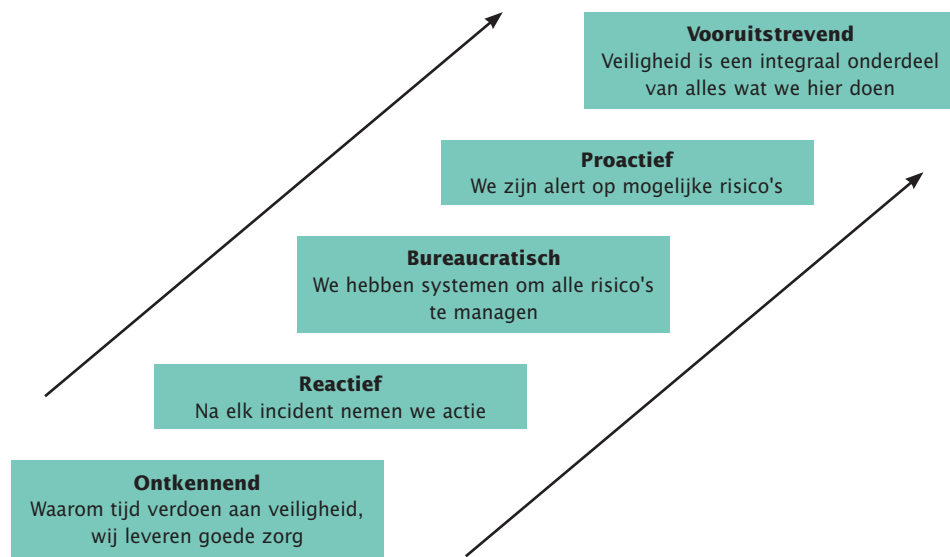 Vooruitstrevend
Veiligheid is een integraal onderdeel
van alles wat we hier doen
Proactief
We zijn alert op mogelijke risico's
Bureaucratisch
We hebben systemen om alle risico's
te managen
Reactief
Na elk incident nemen we actie
Ontkennend
Waarom tijd verdoen aan veiligheid,
wij leveren goede zorg